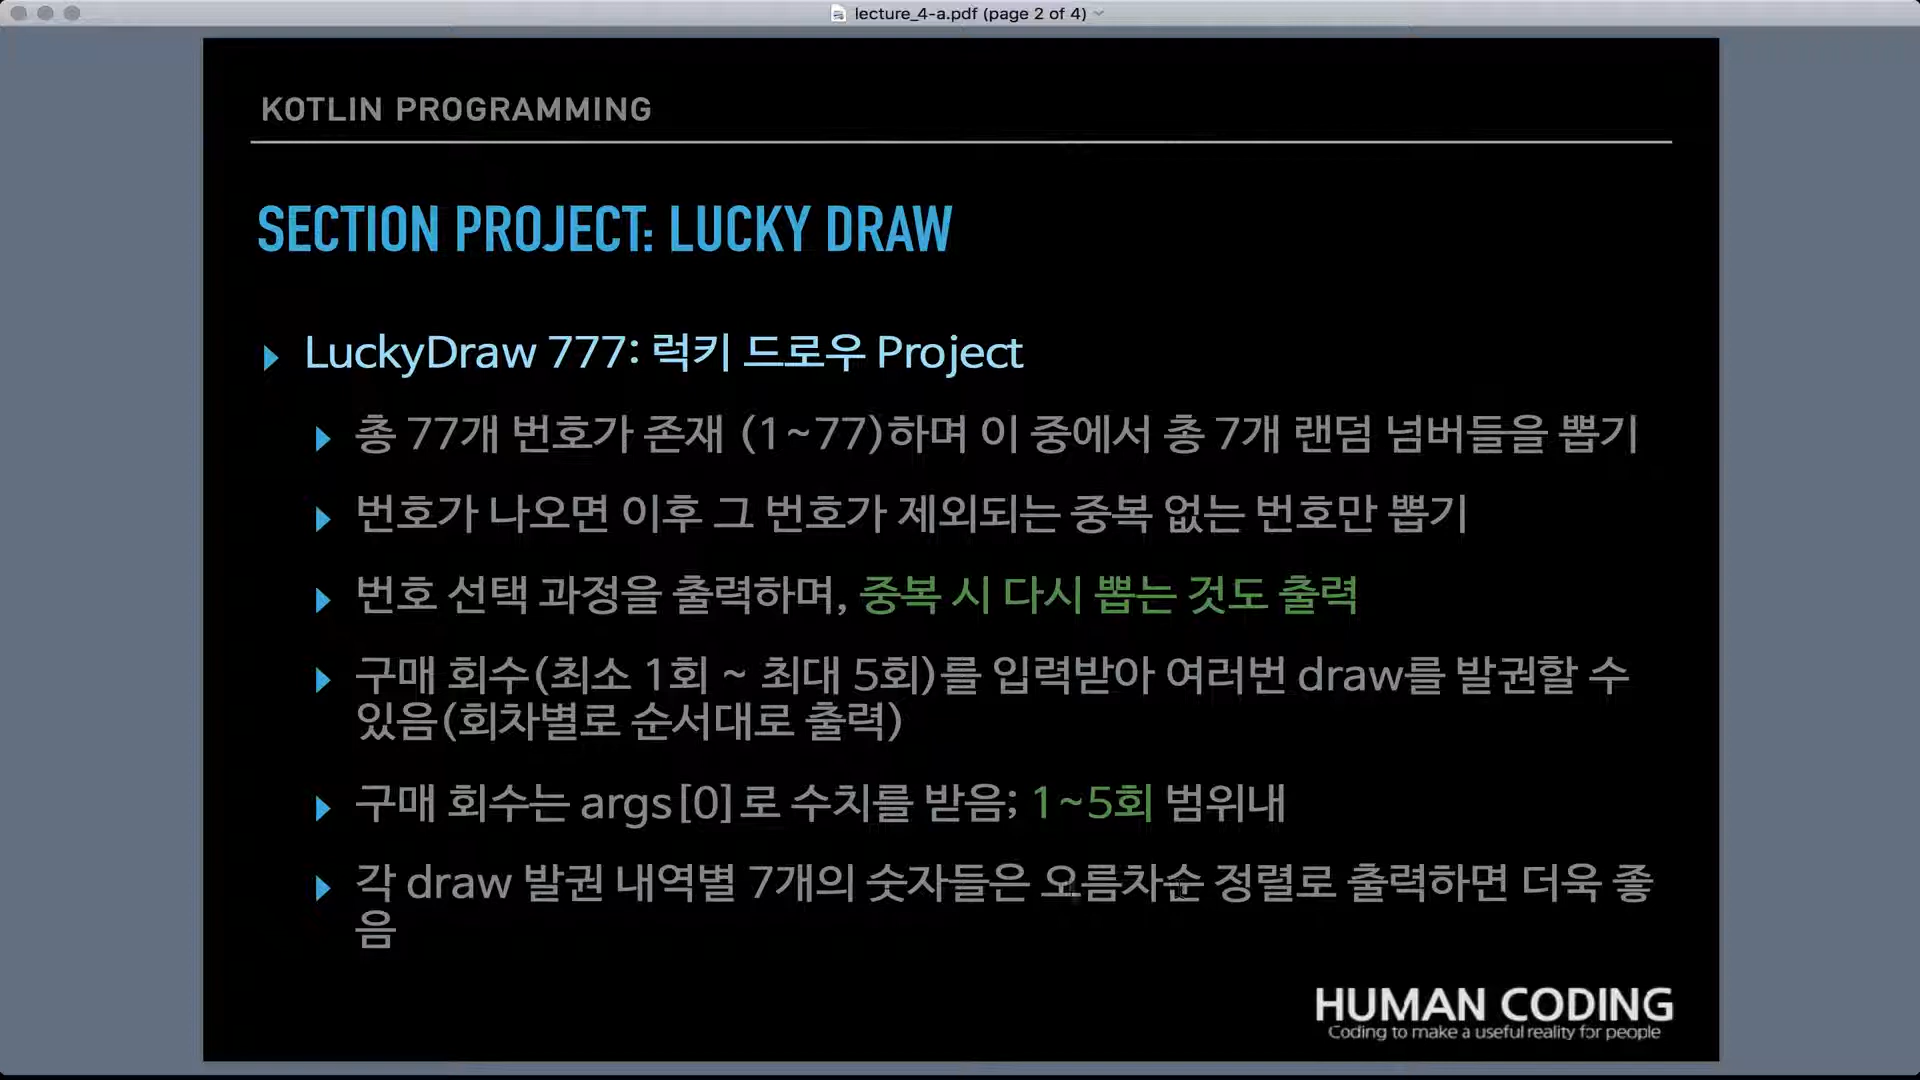 lecture_4-a.pdf (page 2 of 4)
KOTLIN PROGRAMMING
SECTION PROJECT: LUCKY DRAW
LuckyDraw 777: 럭키 드로우 Project
총 77개 번호가 존재 (1~77)하며 이 중에서 총 7개 랜덤 넘버들을 뽑기
번호가 나오면 이후 그 번호가 제외되는 중복 없는 번호만 뽑기
번호 선택 과정을 출력하며, 중복 시 다시 뽑는 것도 출력
구매 회수(최소 1회 ~ 최대 5회)를 입력받아 여러번 draw를 발권할 수
있음(회차별로 순서대로 출력)
구매 회수는 args[0]로 수치를 받음; 1~5회 범위내
각 draw 발권 내역별 7개의 숫자들은 오름차순 정렬로 출력하면 더욱 좋
음
HUMAN CODING
Coding to make a useful reality for people